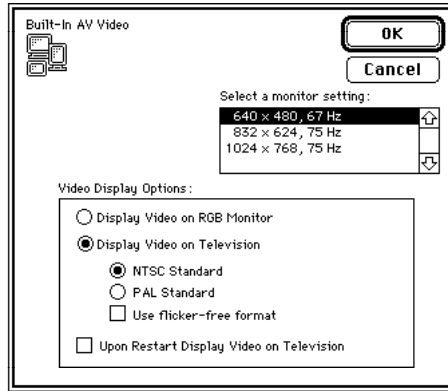 Built-In AV Video
OK
Cancel
Select a monitor setting:
640 × 480, 67 Hz
832 × 624, 75 Hz
1024 × 768, 75 Hz
Video Display Options:
Display Video on RGB Monitor
Display Video on Television
NTSC Standard
PAL Standard
Use flicker-free format
Upon Restart Display Video on Television